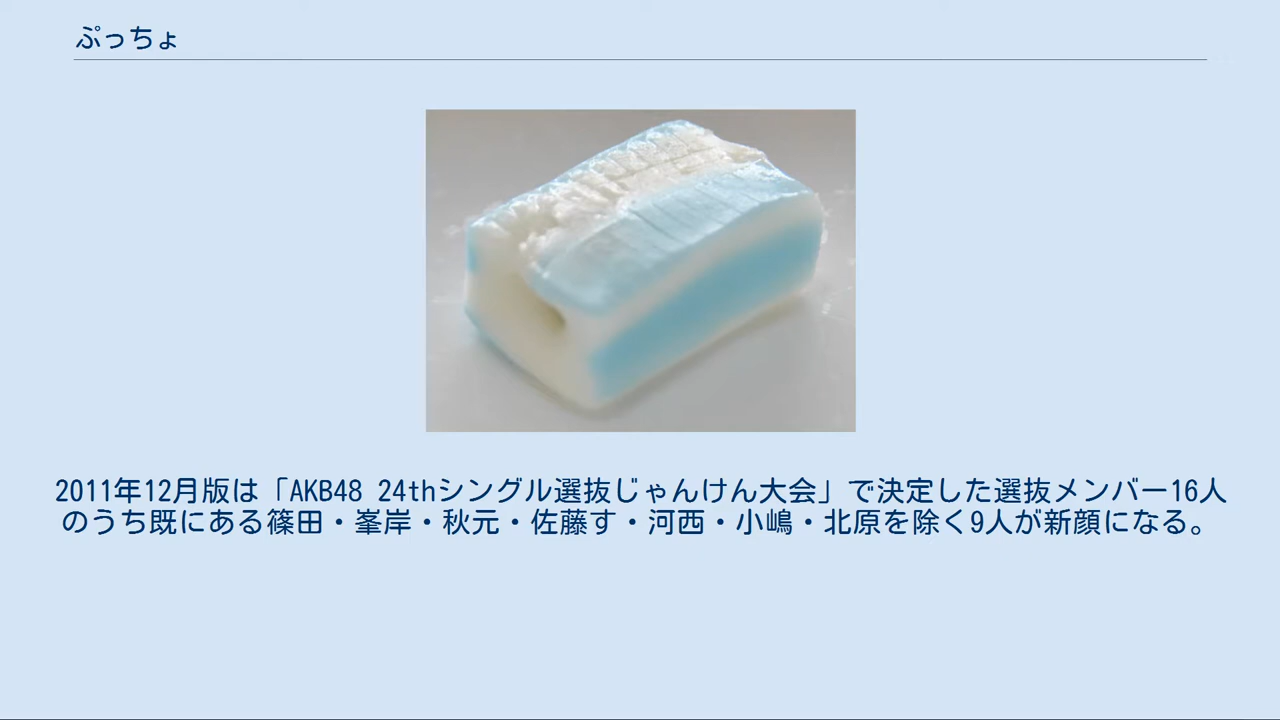 ぷっちょ
2011年12月版は「AKB48 24thシングル選抜じゃんけん大会」で決定した選抜メンバー16人
のうち既にある篠田・峯岸・秋元・佐藤す・河西・小嶋・北原を除く9人が新顔になる。